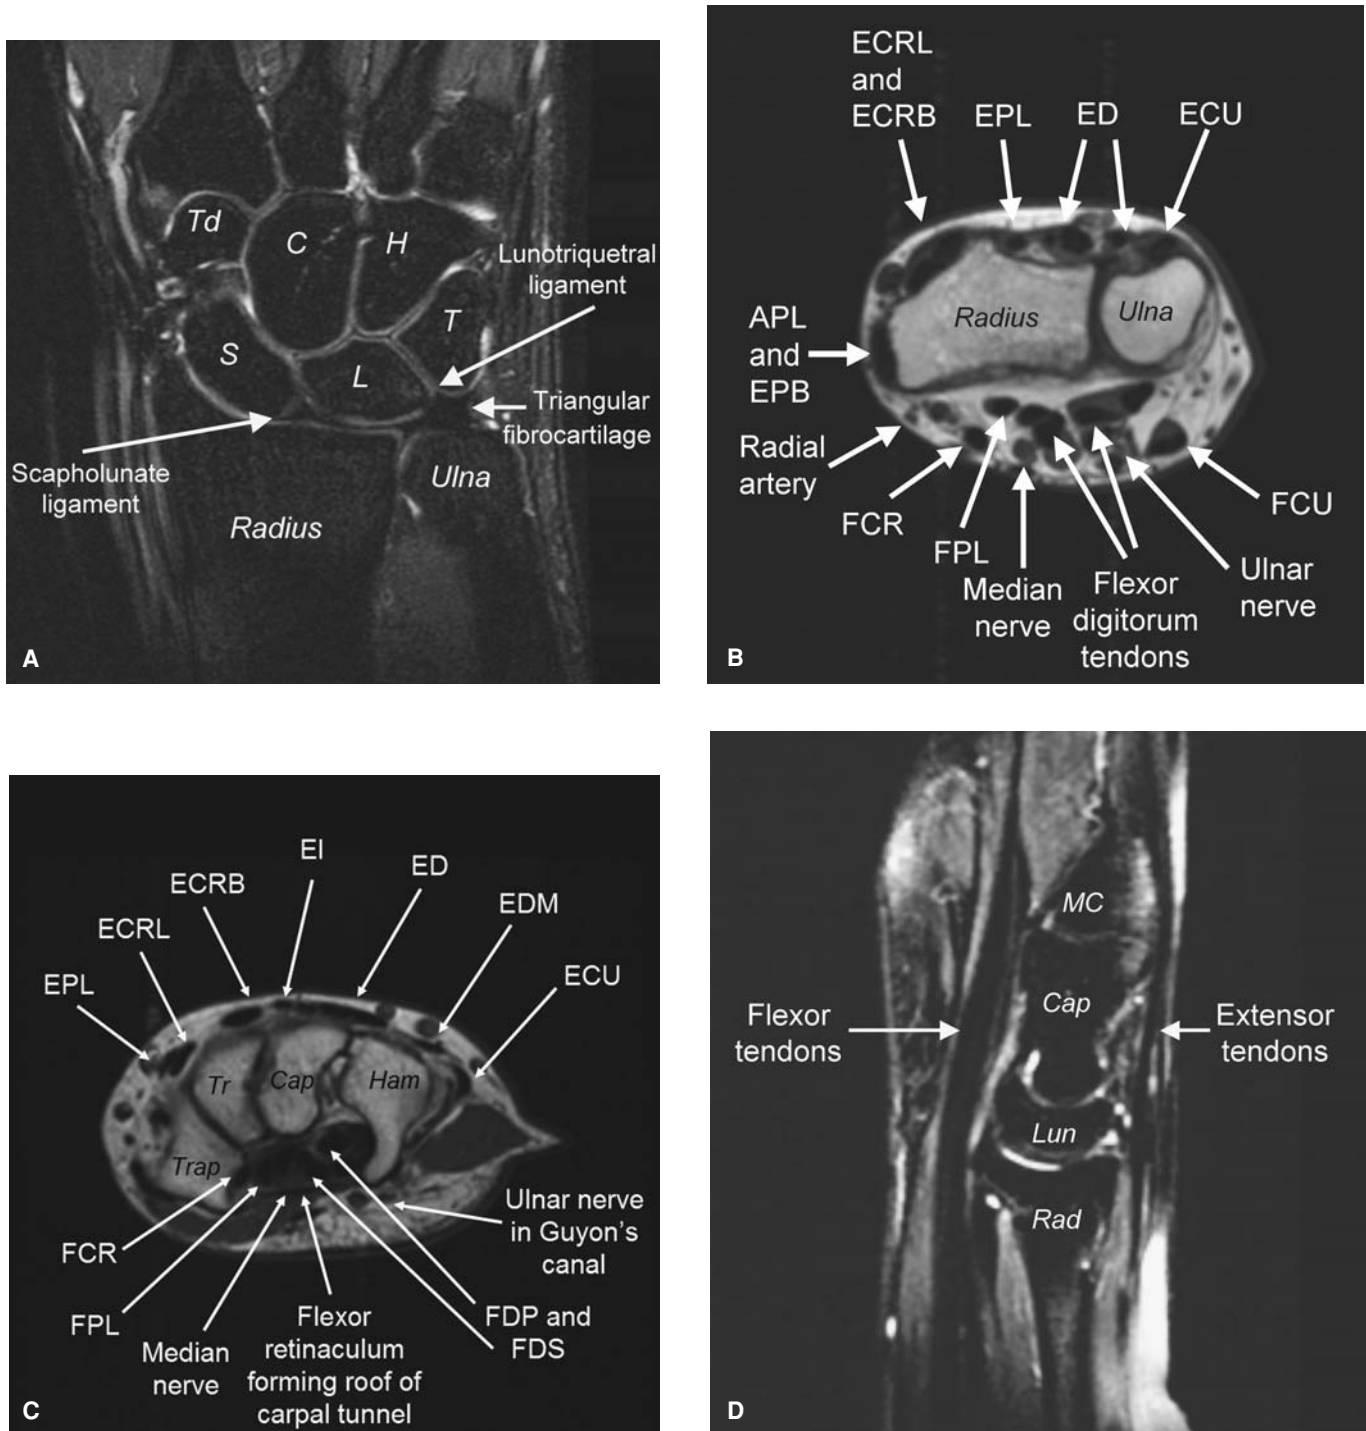 Td
C
H
Lunotriquetral
ligament
T
S
L
Triangular
fibrocartilage
Scapholunate
ligament
Ulna
Radius
A
ECRL
and
ECRB
EPL
ED
ECU
Radius
Ulna
APL
and
EPB
Radial
artery
FCR
FPL
Median
nerve
Flexor
digitorum
tendons
Ulnar
nerve
FCU
B
EI
ED
ECRB
EDM
ECRL
ECU
EPL
Tr
Cap
Ham
Trap
Ulnar nerve
in Guyon’s
canal
FCR
FPL
Median
nerve
Flexor
retinaculum
forming roof of
carpal tunnel
FDP and
FDS
C
MC
Cap
Flexor
tendons
Extensor
tendons
Lun
Rad
D